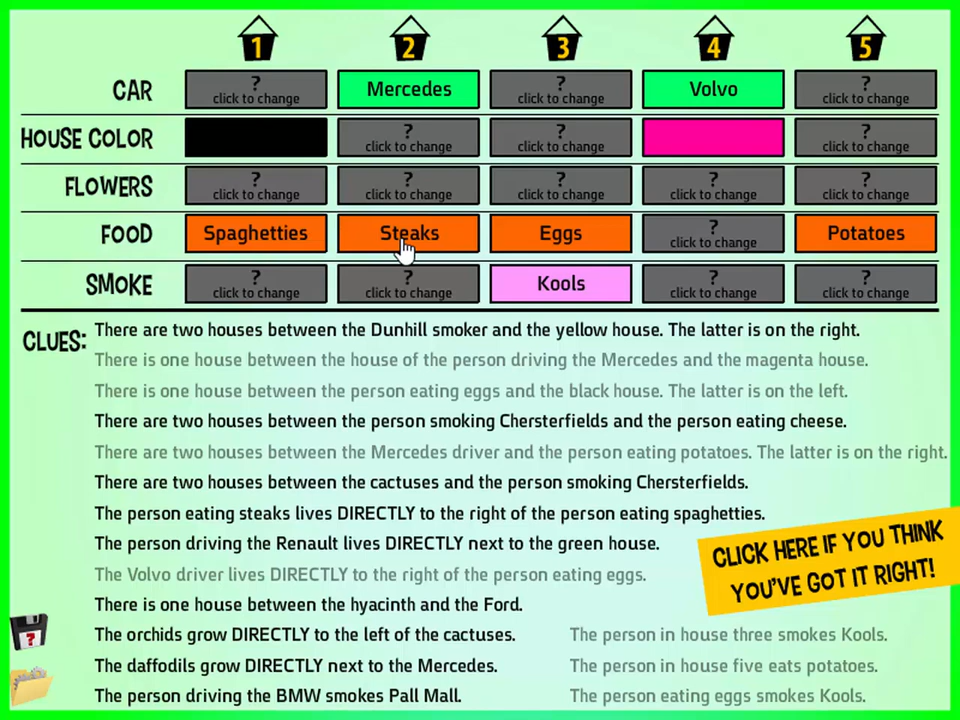 1 2 3 4 5
CAR ? click to change Mercedes ? click to change Volvo ? click to change
HOUSE COLOR ? click to change ? click to change ? click to change
FLOWERS ? click to change ? click to change ? click to change ? click to change ? click to change
FOOD Spaghetties Steaks Eggs ? click to change Potatoes
SMOKE ? click to change ? click to change Kools ? click to change ? click to change
CLUES: There are two houses between the Dunhill smoker and the yellow house. The latter is on the right.
There is one house between the house of the person driving the Mercedes and the magenta house.
There is one house between the person eating eggs and the black house. The latter is on the left.
There are two houses between the person smoking Chersterfields and the person eating cheese.
There are two houses between the Mercedes driver and the person eating potatoes. The latter is on the right.
There are two houses between the cactuses and the person smoking Chersterfields.
The person eating steaks lives DIRECTLY to the right of the person eating spaghetties.
The person driving the Renault lives DIRECTLY next to the green house.
The Volvo driver lives DIRECTLY to the right of the person eating eggs.
There is one house between the hyacinth and the Ford.
The orchids grow DIRECTLY to the left of the cactuses. The person in house three smokes Kools.
The daffodils grow DIRECTLY next to the Mercedes. The person in house five eats potatoes.
The person driving the BMW smokes Pall Mall. The person eating eggs smokes Kools.
CLICK HERE IF YOU THINK
YOU'VE GOT IT RIGHT!
?